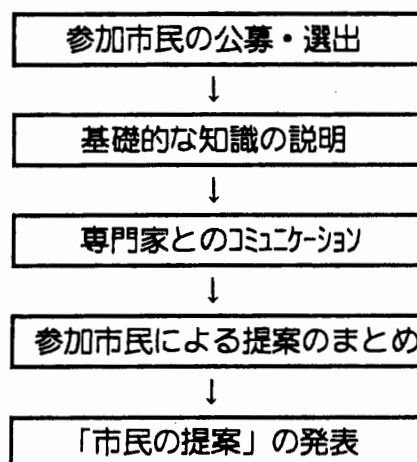 参加市民の公募・選出
↓
基礎的な知識の説明
↓
専門家とのコミュニケーション
↓
参加市民による提案のまとめ
↓
「市民の提案」の発表